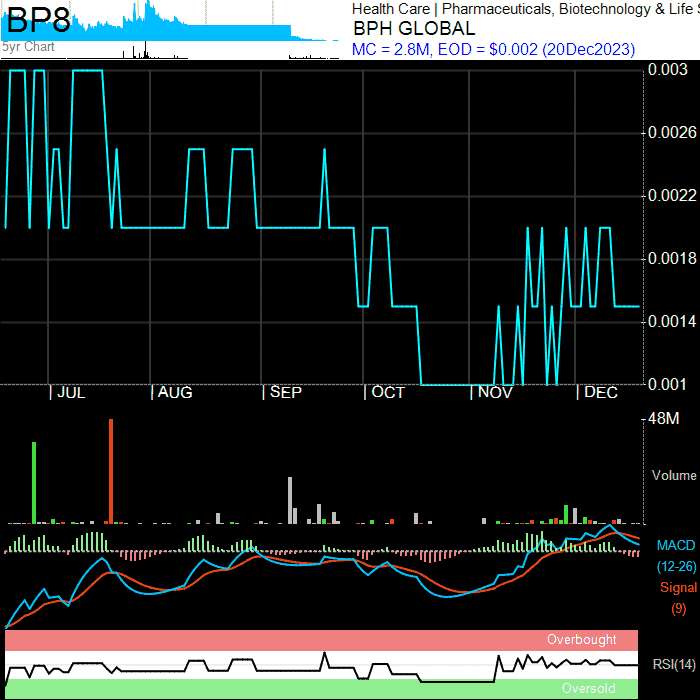 BP8
5yr Chart
Health Care | Pharmaceuticals, Biotechnology & Life S
BPH GLOBAL
MC = 2.8M, EOD = $0.002 (20Dec2023)
0.003
0.0026
0.0022
0.0018
0.0014
0.001
| JUL | AUG | SEP | OCT | NOV | DEC
48M
Volume
MACD
(12-26)
Signal
(9)
Overbought
RSI(14)
Oversold